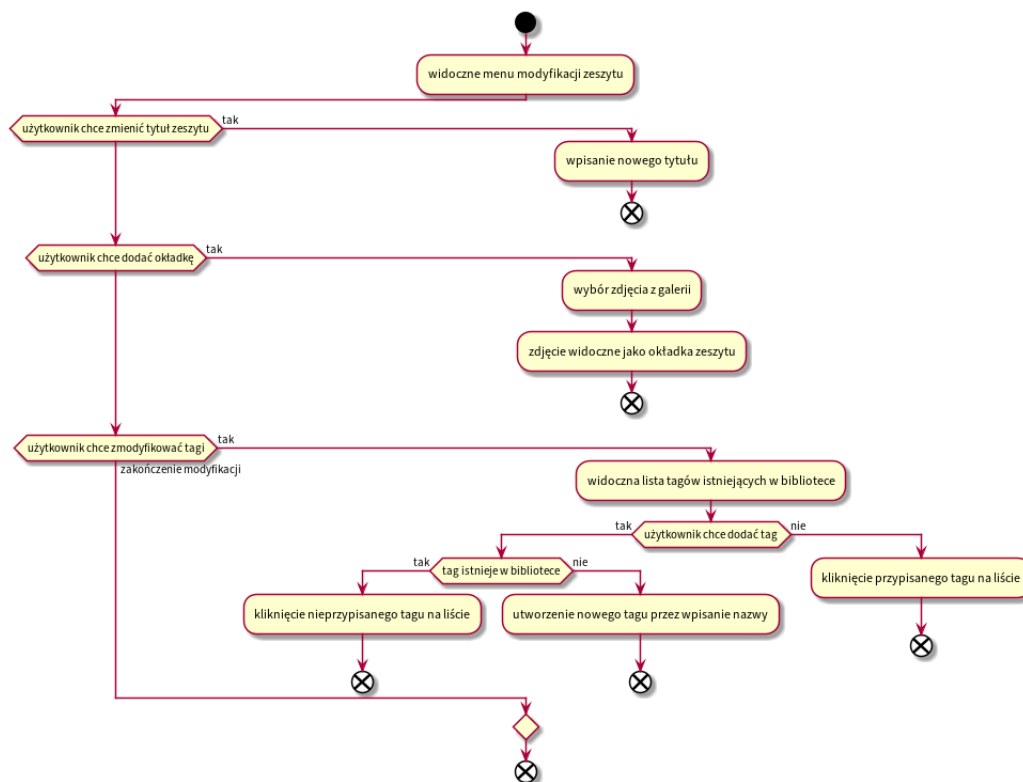 widoczne menu modyfikacji zeszytu
użytkownik chce zmienić tytuł zeszytu
tak
wpisanie nowego tytułu
użytkownik chce dodać okładkę
tak
wybór zdjęcia z galerii
zdjęcie widoczne jako okładka zeszytu
użytkownik chce zmodyfikować tagi
tak
zakończenie modyfikacji
widoczna lista tagów istniejących w bibliotece
tak
użytkownik chce dodać tag
nie
tak
tag istnieje w bibliotece
nie
kliknięcie przypisanego tagu na liście
kliknięcie nieprzypisanego tagu na liście
utworzenie nowego tagu przez wpisanie nazwy